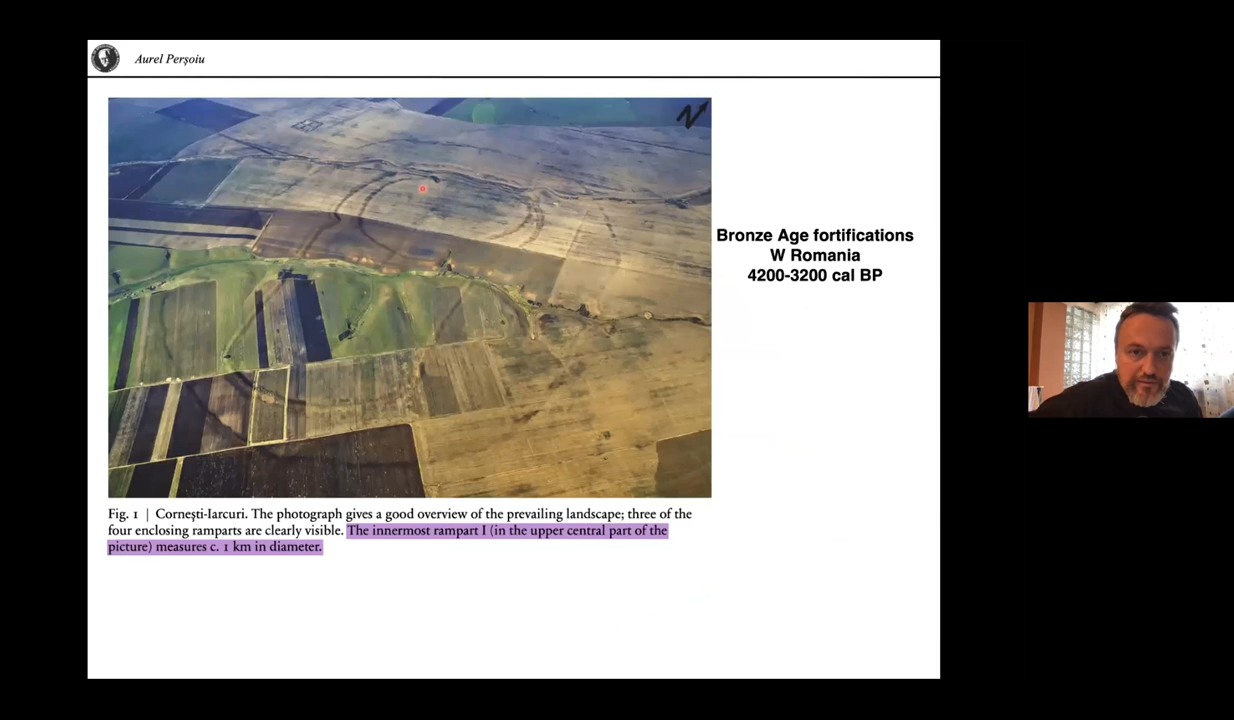 Aurel Perşoiu
N
Bronze Age fortifications
W Romania
4200-3200 cal BP
Fig. 1 | Corneşti-Iarcuri. The photograph gives a good overview of the prevailing landscape; three of the
four enclosing ramparts are clearly visible. The innermost rampart I (in the upper central part of the
picture) measures c. 1 km in diameter.